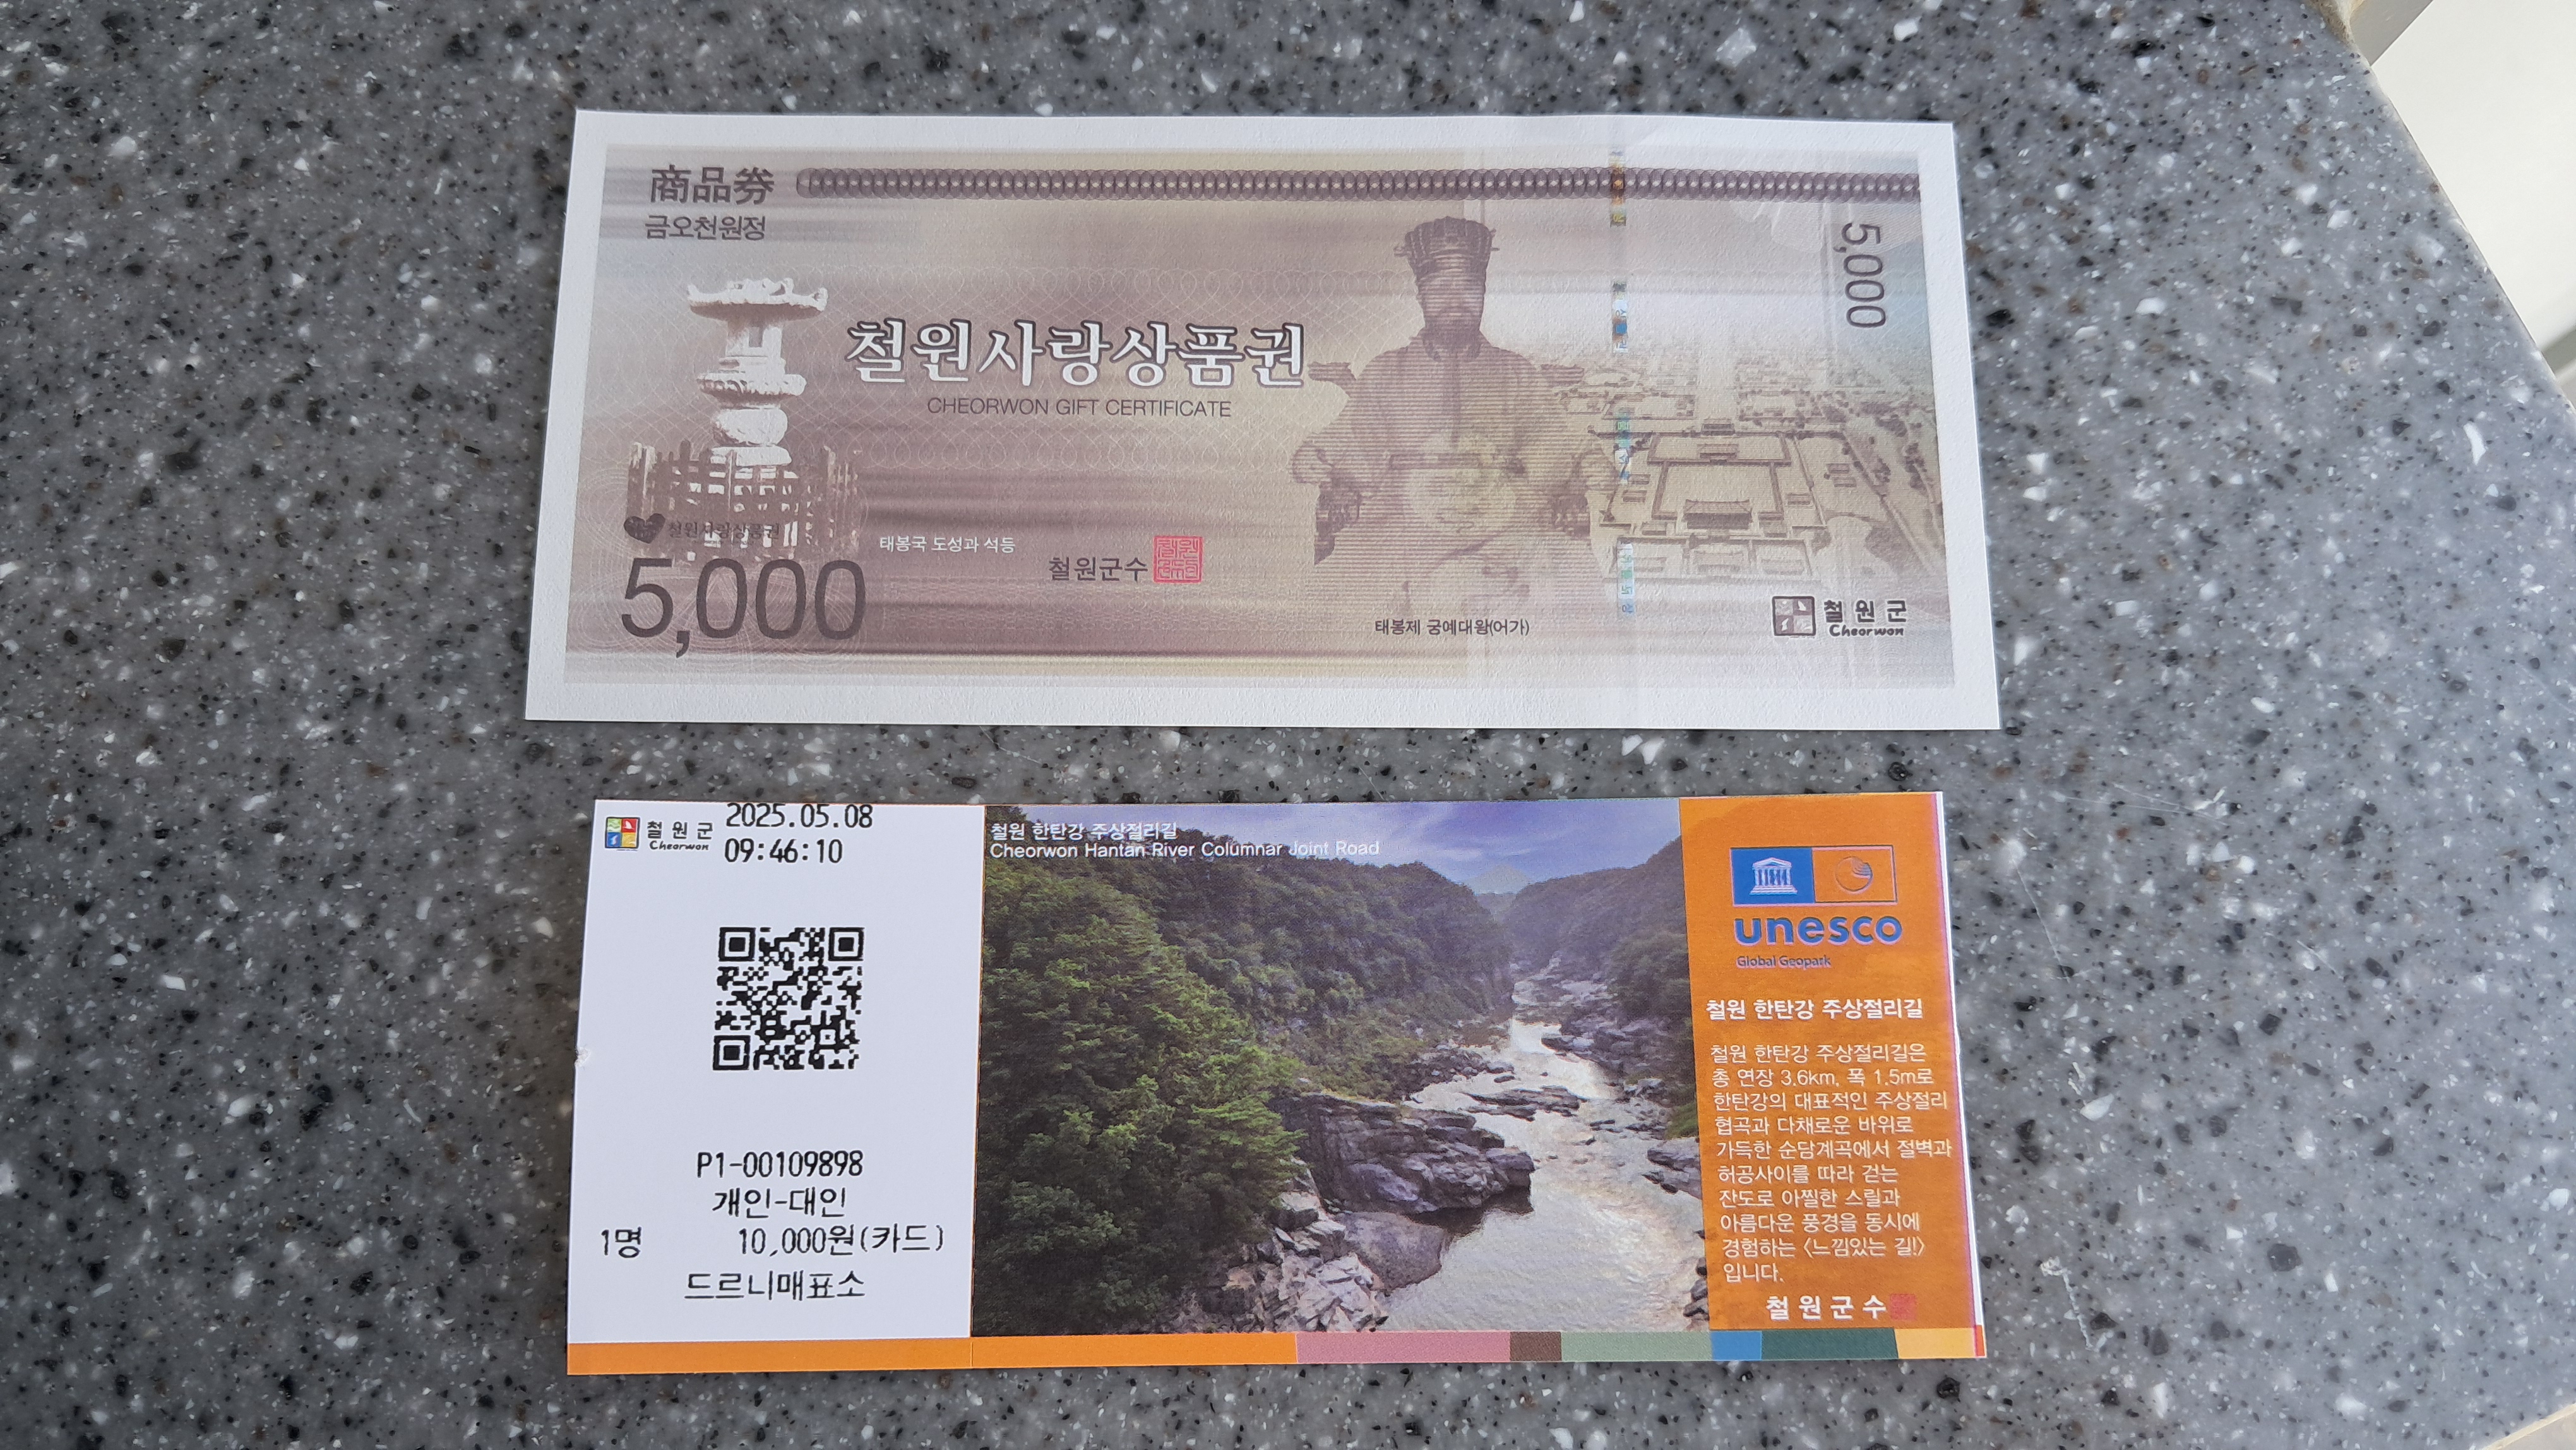 商品券
금오천원정
5,000
철원사랑상품권
CHEORWON GIFT CERTIFICATE
철원사랑상품권
태봉국 도성과 석등
철원군수
5,000
태봉제 궁예대왕(어가)
철원군
Cheorwon
철원군
Cheorwon
2025.05.08
09:46:10
P1-00109898
개인-대인
1명 10,000원(카드)
드르니매표소
철원 한탄강 주상절리길
Cheorwon Hantan River Columnar Joint Road
unesco
Global Geopark
철원 한탄강 주상절리길
철원 한탄강 주상절리길은
총 연장 3.6km, 폭 1.5m로
한탄강의 대표적인 주상절리
협곡과 다채로운 바위로
가득한 순담계곡에서 절벽과
허공사이를 따라 걷는
잔도로 아찔한 스릴과
아름다운 풍경을 동시에
경험하는 <느낌있는 길!>
입니다.
철원군수